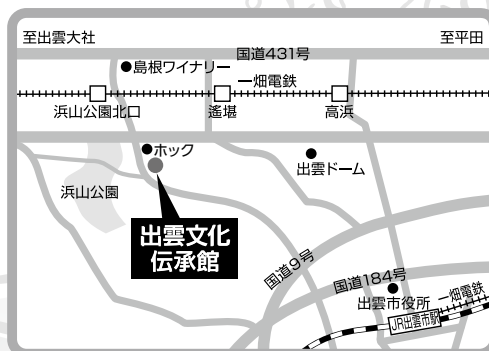 至出雲大社
国道431号
至平田
島根ワイナリー
一畑電鉄
浜山公園北口
遙堪
高浜
ホック
出雲ドーム
浜山公園
出雲文化
伝承館
国道9号
国道184号
出雲市役所
一畑電鉄
JR出雲市駅